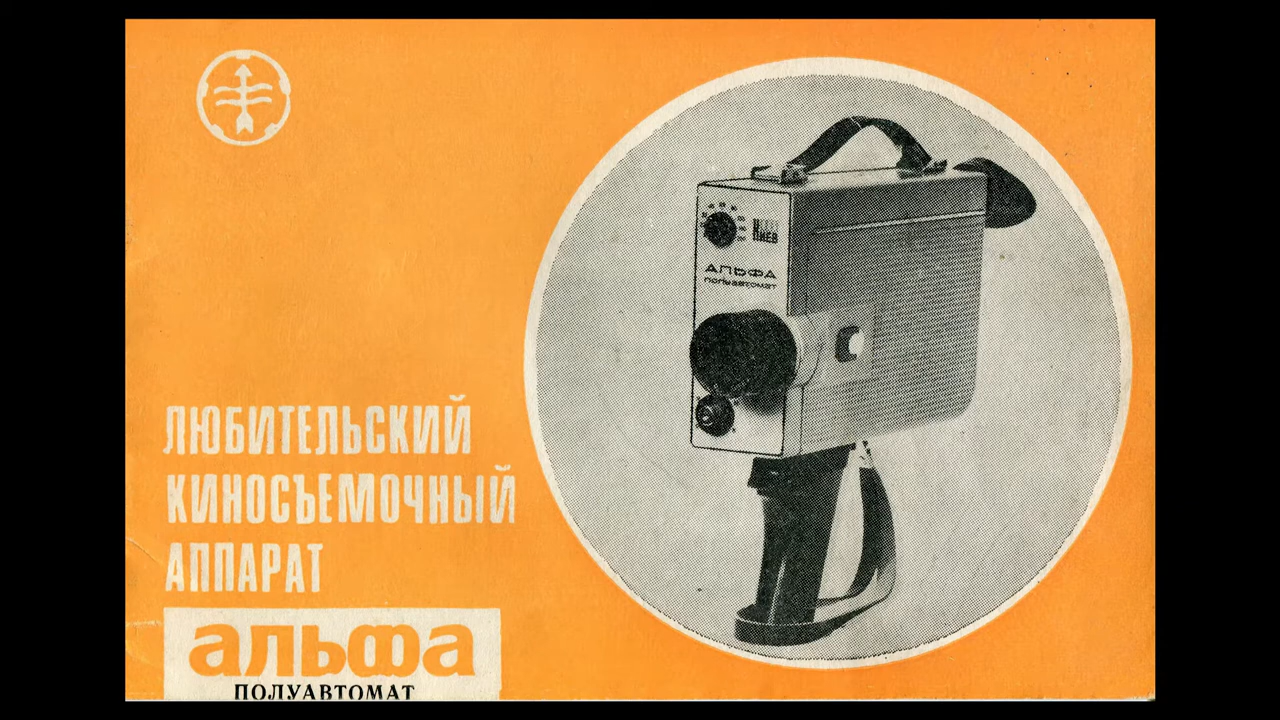 ЛЮБИТЕЛЬСКИЙ
КИНОСЪЕМОЧНЫЙ
АППАРАТ
альфа
ПОЛУАВТОМАТ
КИЕВ
АЛЬФА
полуавтомат